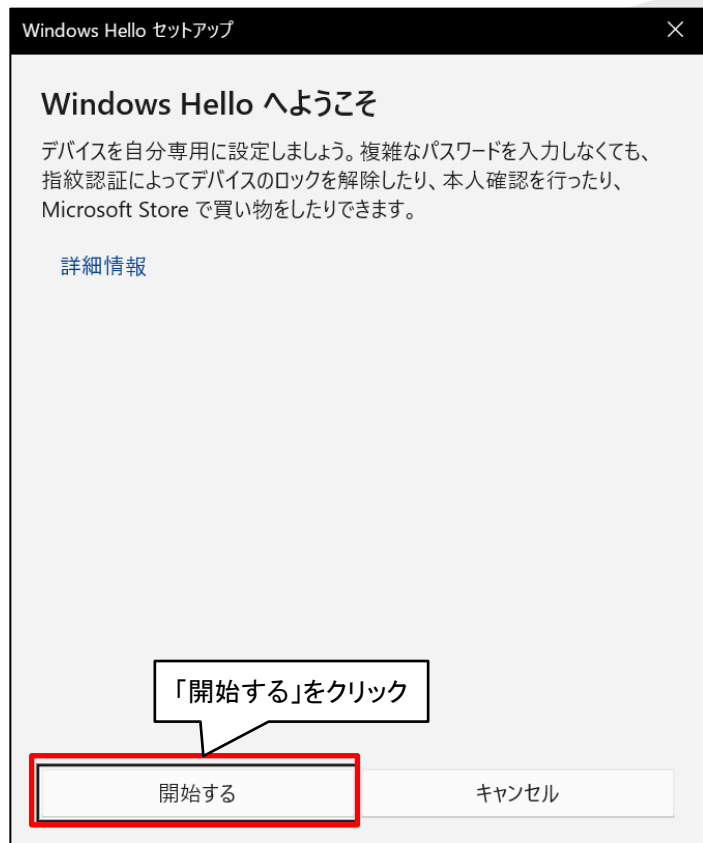 Windows Hello セットアップ
Windows Hello へようこそ
デバイスを自分専用に設定しましょう。複雑なパスワードを入力しなくても、
指紋認証によってデバイスのロックを解除したり、本人確認を行ったり、
Microsoft Store で買い物をしたりできます。
詳細情報
「開始する」をクリック
開始する
キャンセル